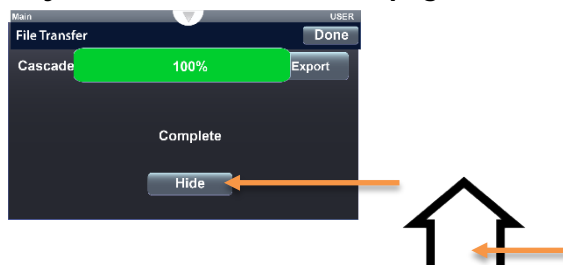 Main USER
File Transfer Done
Cascade 100% Export
Complete
Hide